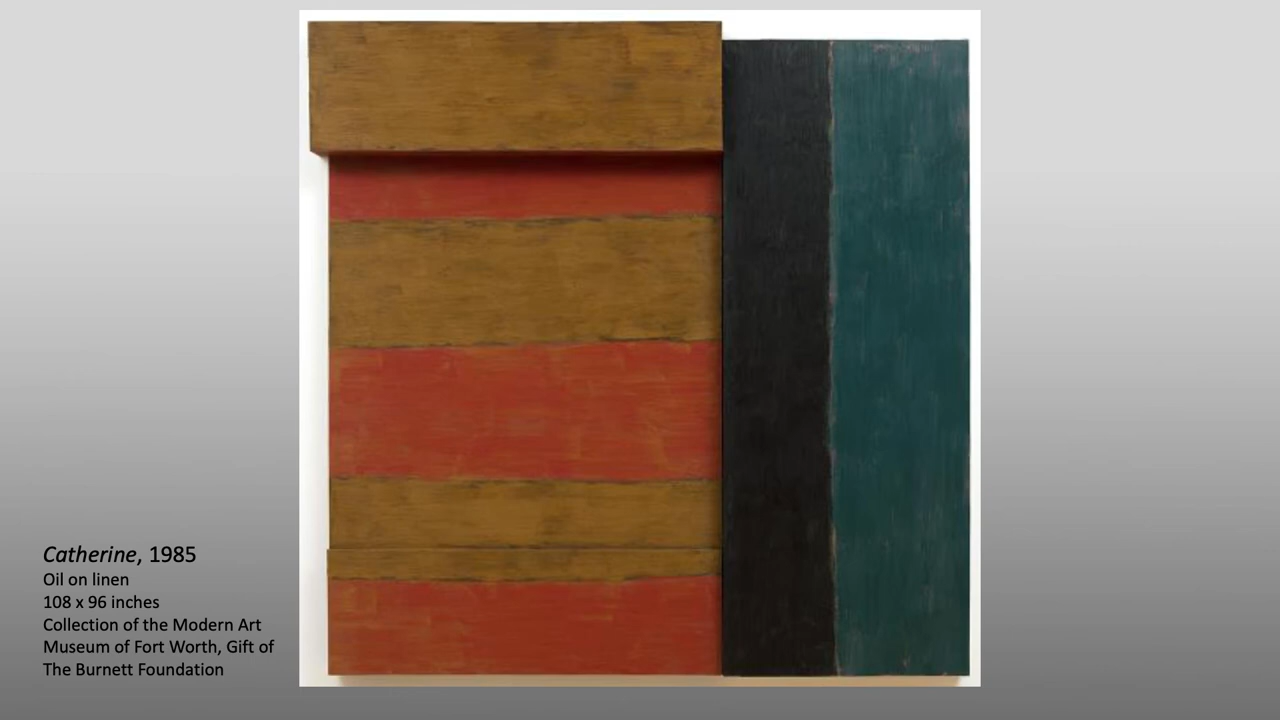 Catherine, 1985
Oil on linen
108 x 96 inches
Collection of the Modern Art
Museum of Fort Worth, Gift of
The Burnett Foundation